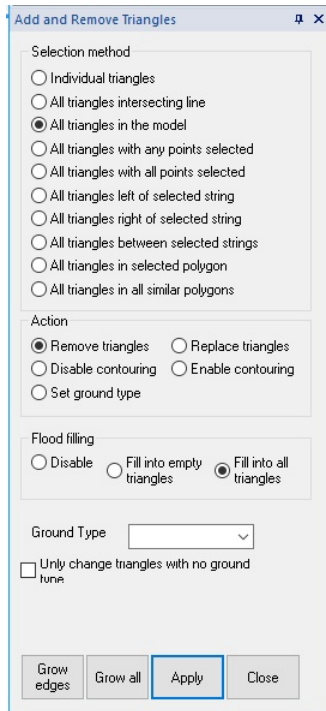 Add and Remove Triangles
Selection method
Individual triangles
All triangles intersecting line
All triangles in the model
All triangles with any points selected
All triangles with all points selected
All triangles left of selected string
All triangles right of selected string
All triangles between selected strings
All triangles in selected polygon
All triangles in all similar polygons
Action
Remove triangles Replace triangles
Disable contouring Enable contouring
Set ground type
Flood filling
Disable Fill into empty triangles Fill into all triangles
Ground Type
Only change triangles with no ground
type
Grow edges Grow all Apply Close